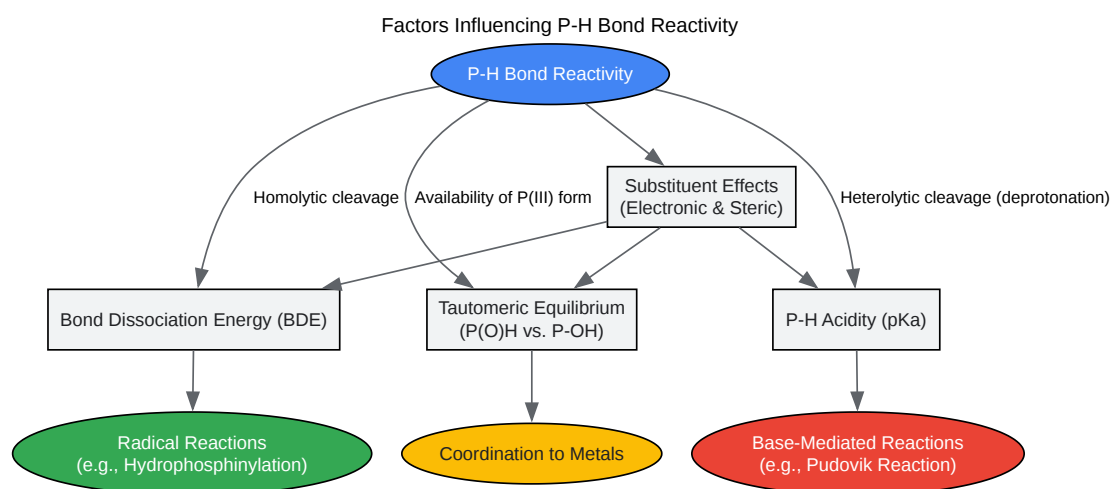 Factors Influencing P-H Bond Reactivity
P-H Bond Reactivity
Homolytic cleavage
Availability of P(III) form
Substituent Effects
(Electronic & Steric)
Heterolytic cleavage (deprotonation)
Bond Dissociation Energy (BDE)
Tautomeric Equilibrium
(P(O)H vs. P-OH)
P-H Acidity (pKa)
Radical Reactions
(e.g., Hydrophosphinylation)
Coordination to Metals
Base-Mediated Reactions
(e.g., Pudovik Reaction)